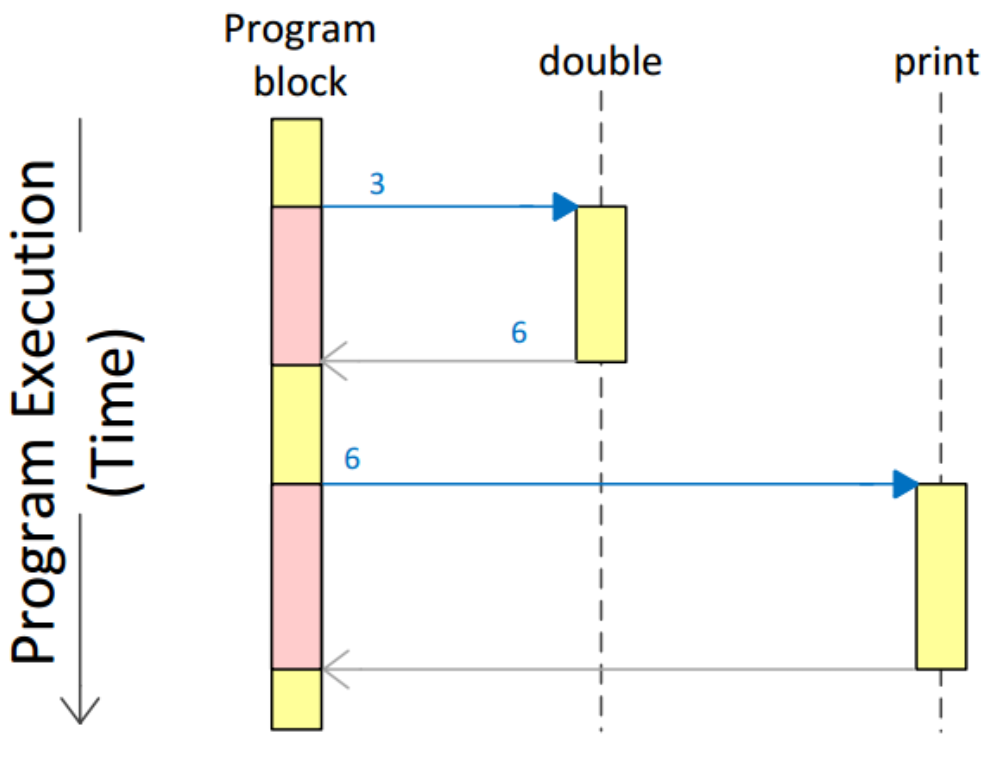 Program
block
double
print
3
6
6
Program Execution
(Time)